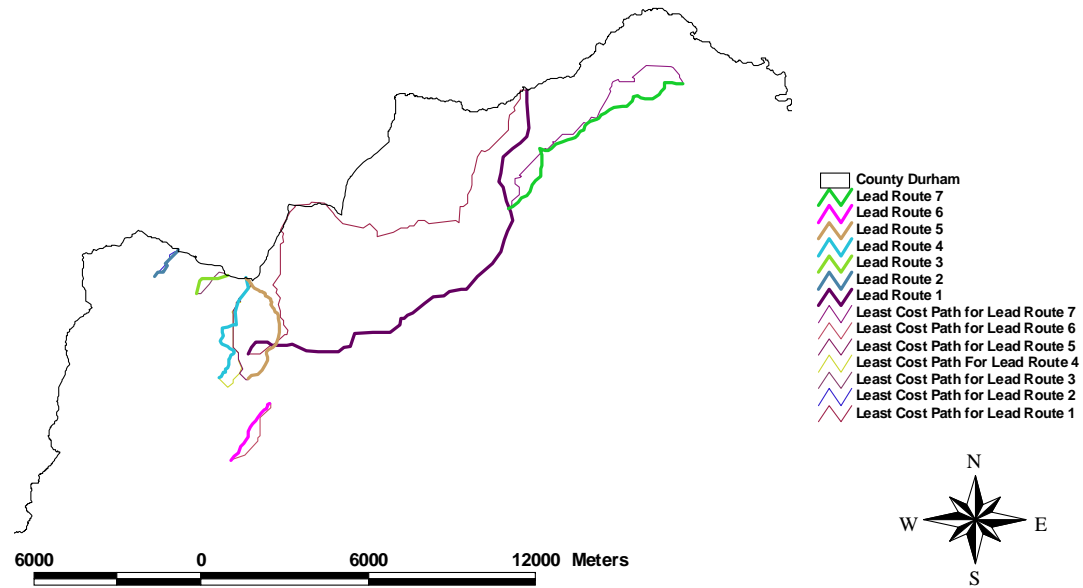 County Durham
Lead Route 7
Lead Route 6
Lead Route 5
Lead Route 4
Lead Route 3
Lead Route 2
Lead Route 1
Least Cost Path for Lead Route 7
Least Cost Path for Lead Route 6
Least Cost Path for Lead Route 5
Least Cost Path For Lead Route 4
Least Cost Path for Lead Route 3
Least Cost Path for Lead Route 2
Least Cost Path for Lead Route 1
N
W E
S
6000 0 6000 12000 Meters